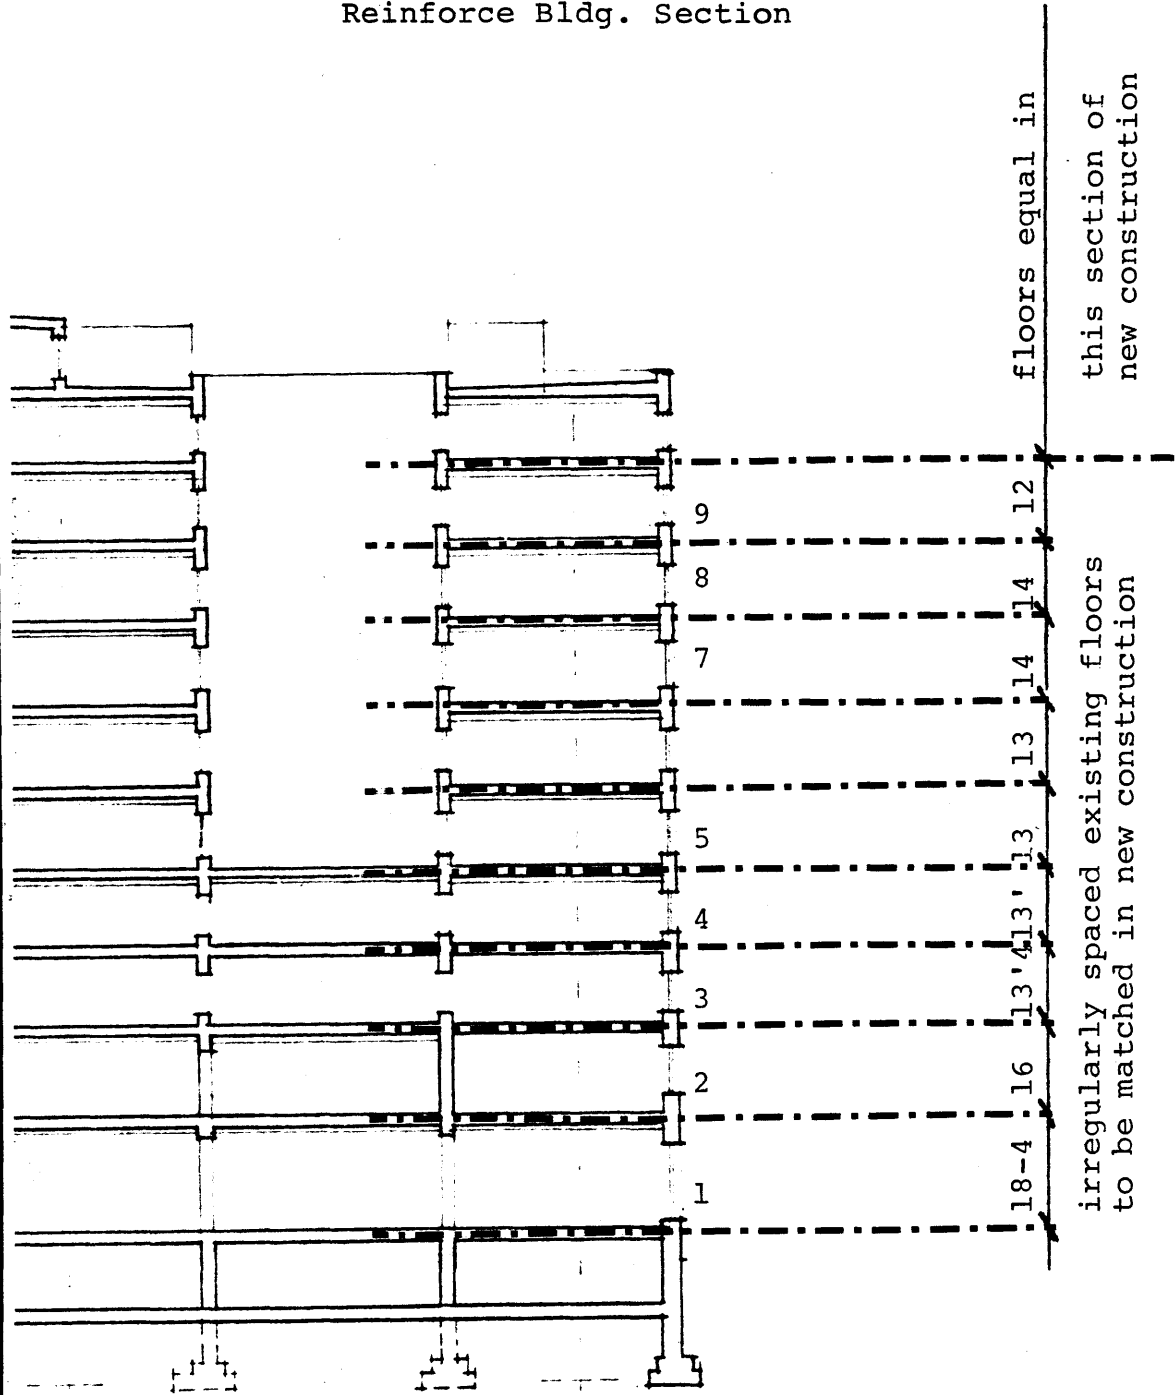 Reinforce Bldg. Section
floors equal in
this section of
new construction
9
8
7
5
4
3
2
1
12
14
14
13
13
13'
13'4
16
18-4
irregularly spaced existing floors
to be matched in new construction